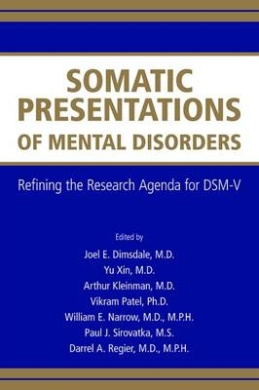 SOMATIC
PRESENTATIONS
OF MENTAL DISORDERS
Refining the Research Agenda for DSM-V
Edited by
Joel E. Dimsdale, M.D.
Yu Xin, M.D.
Arthur Kleinman, M.D.
Vikram Patel, Ph.D.
William E. Narrow, M.D., M.P.H.
Paul J. Sirovatka, M.S.
Darrel A. Regier, M.D., M.P.H.